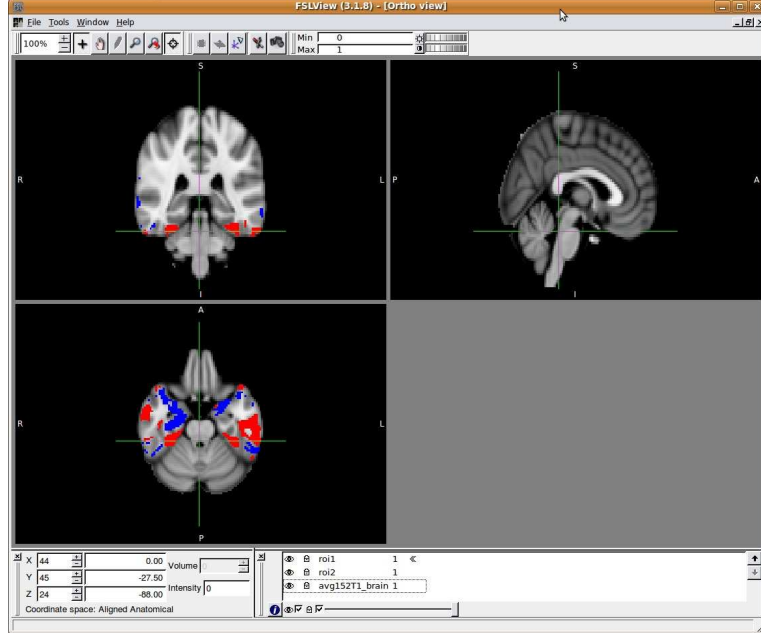 FSLView (3.1.8) - [Ortho view]
File Tools Window Help
100% Min 0
Max 1
S S
R L P A
I I
A
R L
P
X 44 0.00 Volume 0
Y 45 -27.50
Z 24 -88.00 Intensity 0
Coordinate space: Aligned Anatomical
roi1 1
roi2 1
avg152T1_brain 1